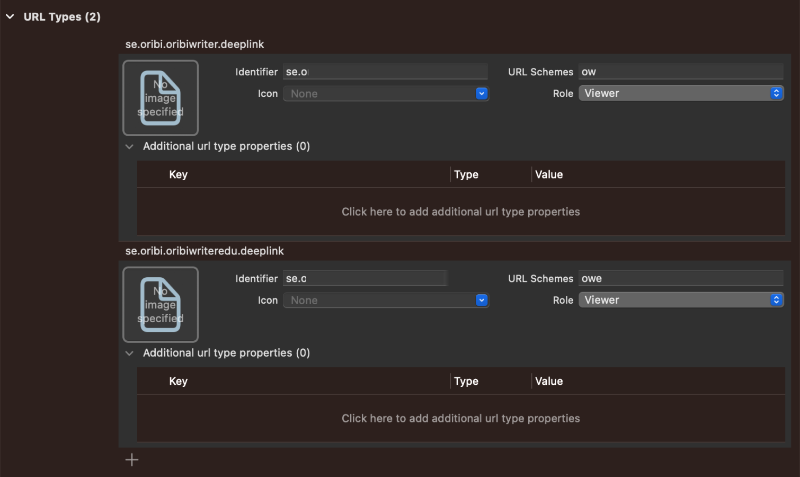 URL Types (2)
se.oribi.oribiwriter.deeplink
No image specified
Identifier se.o
URL Schemes ow
Icon None
Role Viewer
Additional url type properties (0)
Key Type Value
Click here to add additional url type properties
se.oribi.oribiwriteredu.deeplink
No image specified
Identifier se.o
URL Schemes owe
Icon None
Role Viewer
Additional url type properties (0)
Key Type Value
Click here to add additional url type properties